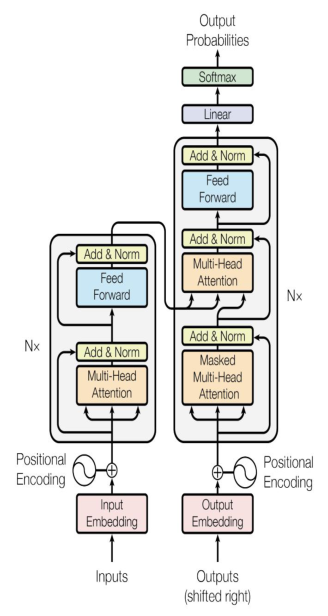 Output
Probabilities
Softmax
Linear
Add & Norm
Feed
Forward
Add & Norm
Multi-Head
Attention
Add & Norm
Masked
Multi-Head
Attention
N×
Positional
Encoding
Output
Embedding
Outputs
(shifted right)
Add & Norm
Feed
Forward
Add & Norm
Multi-Head
Attention
N×
Positional
Encoding
Input
Embedding
Inputs